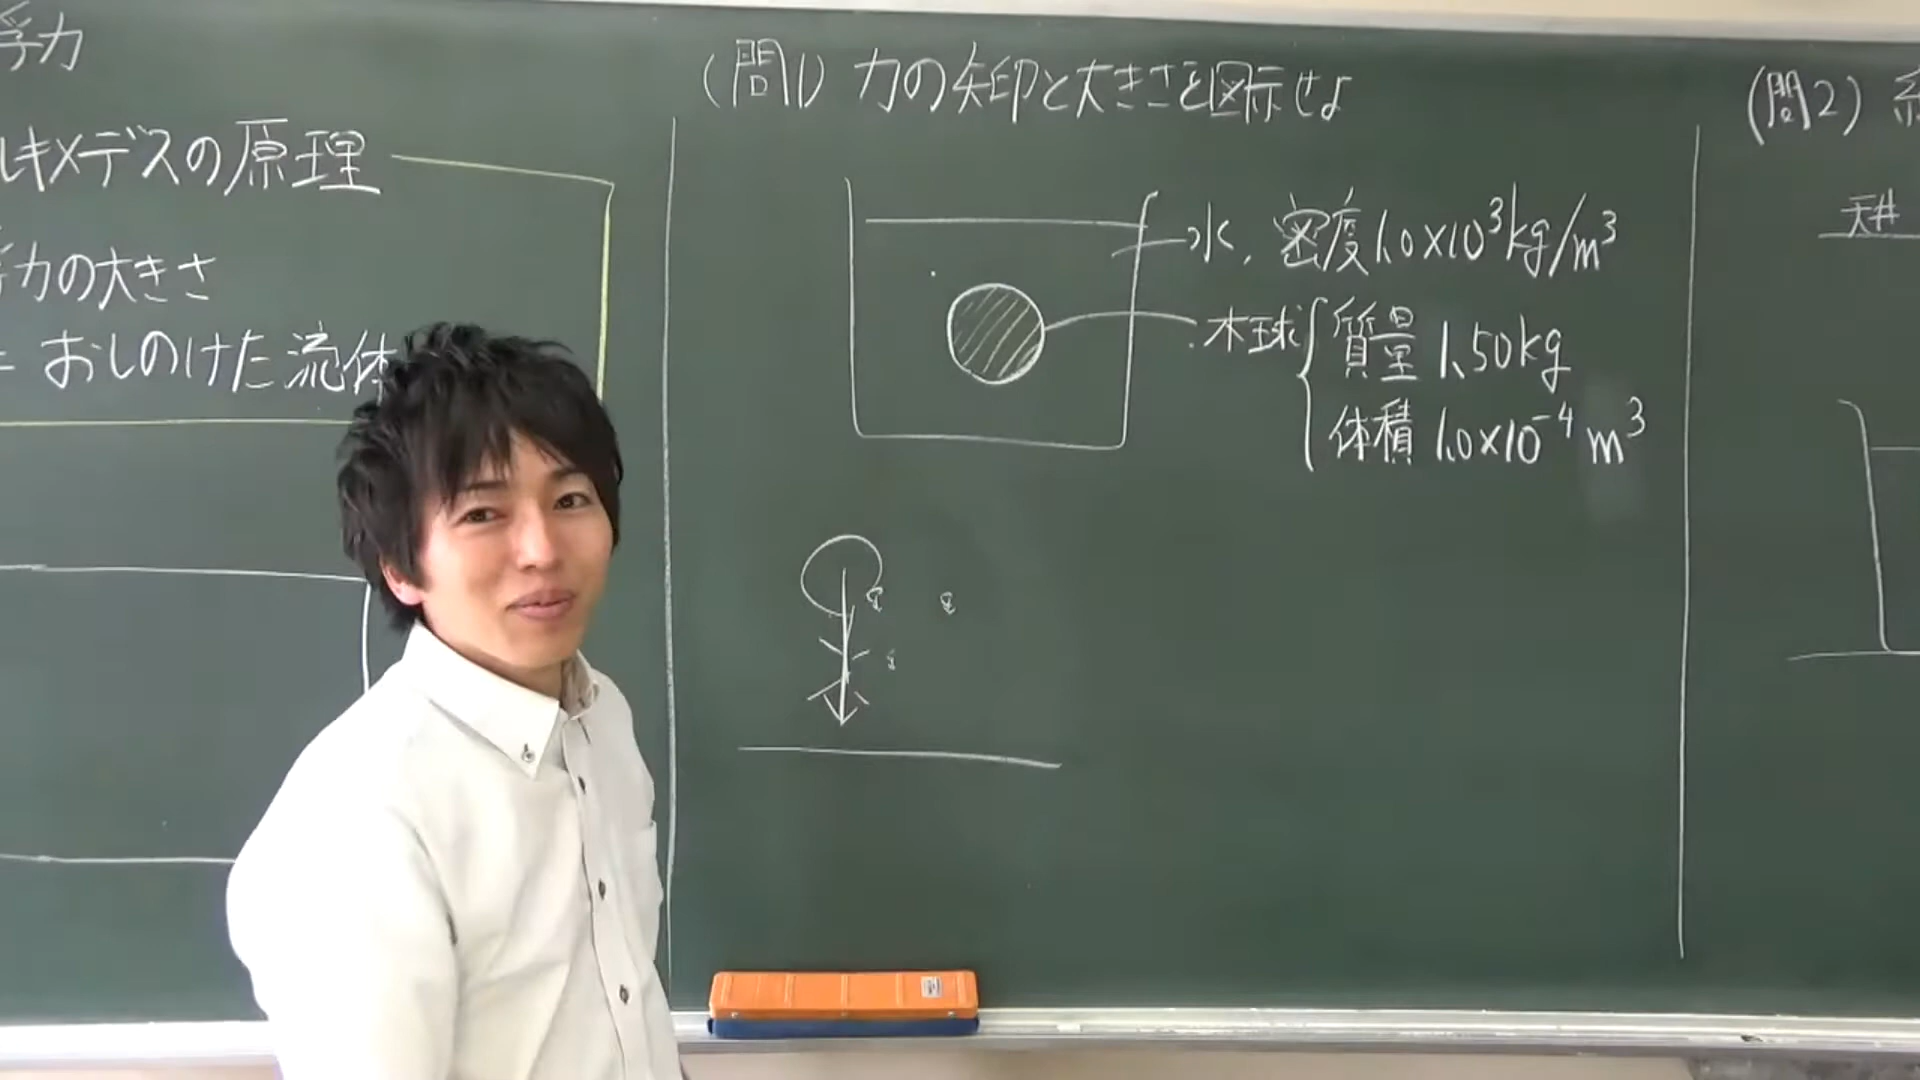 浮力
ルキメデスの原理
浮力の大きさ
= おしのけた流体
(問1) 力の矢印と大きさを図示せよ
水、密度 1.0×10³kg/m³
木球
質量 1.50kg
体積 1.0×10⁻⁴ m³
(問2)
天井